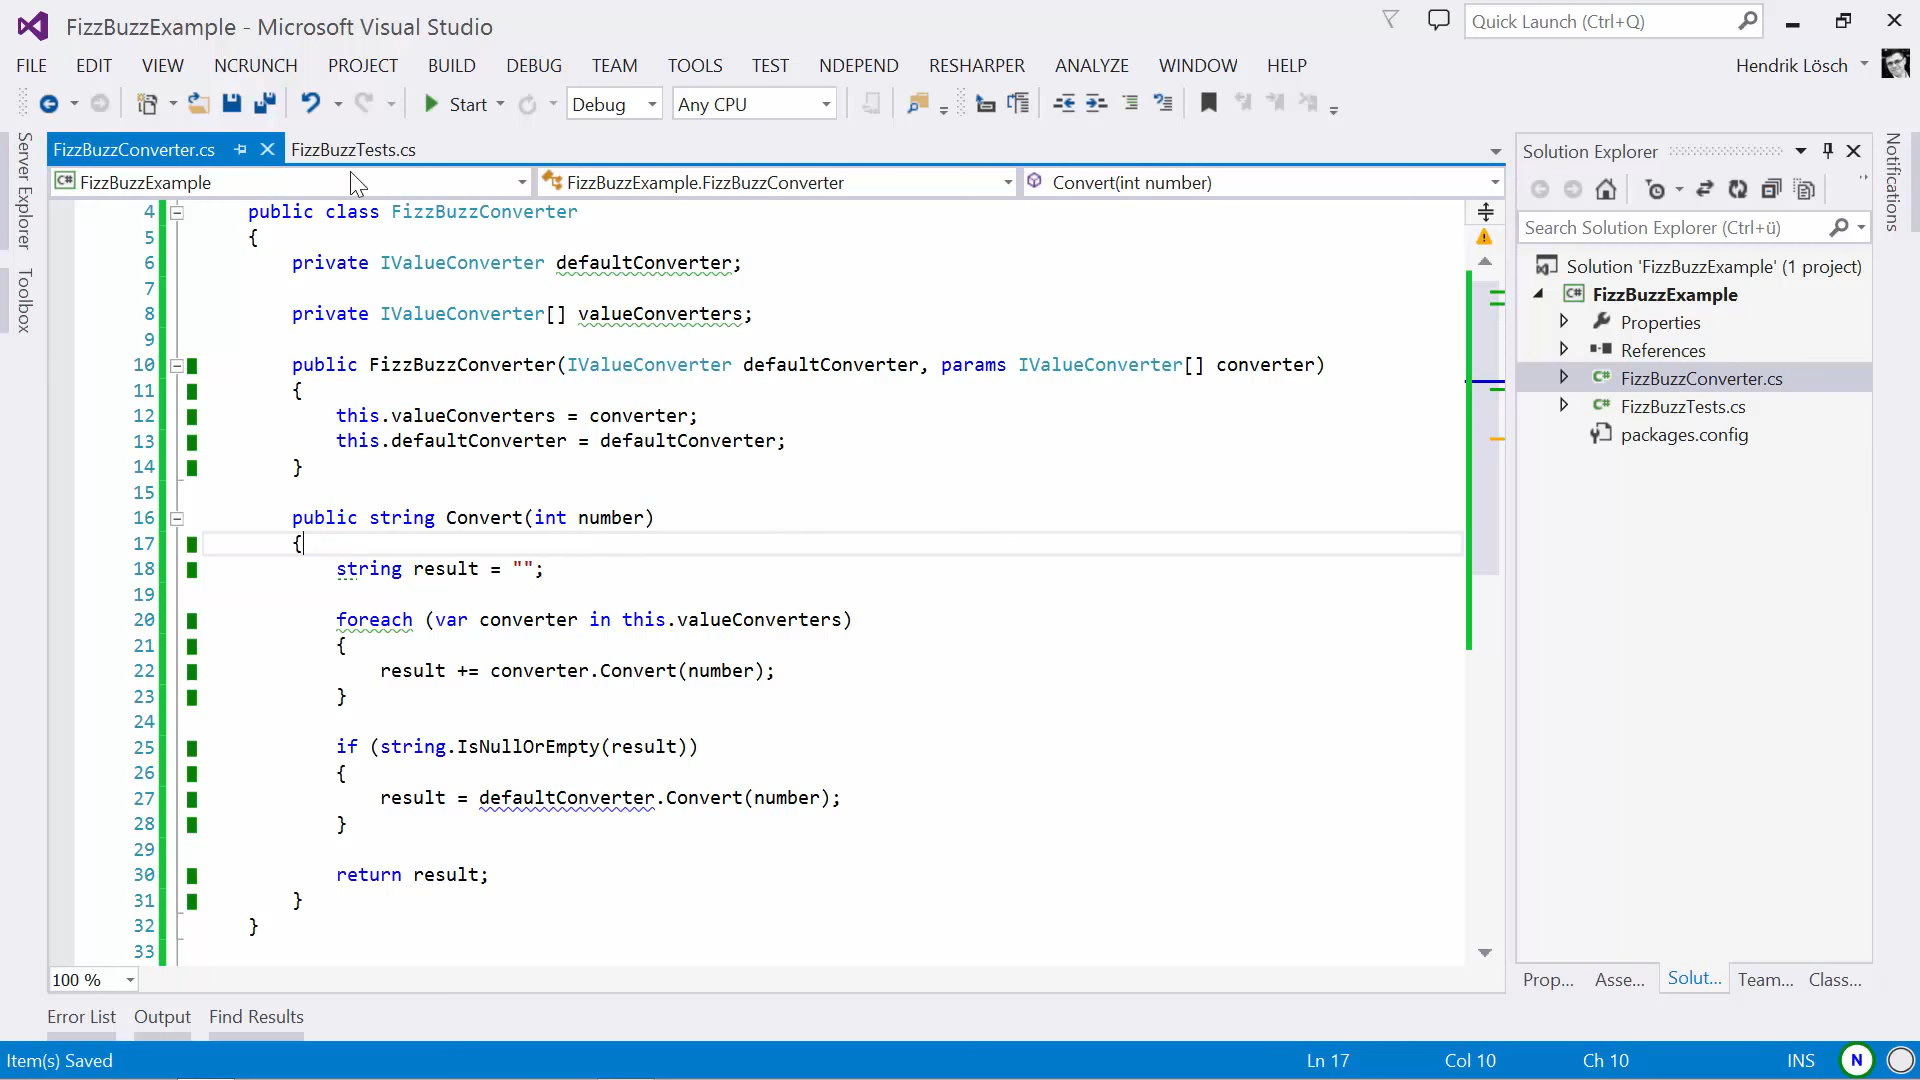 FizzBuzzExample - Microsoft Visual Studio
Quick Launch (Ctrl+Q)
FILE EDIT VIEW NCRUNCH PROJECT BUILD DEBUG TEAM TOOLS TEST NDEPEND RESHARPER ANALYZE WINDOW HELP
Hendrik Lösch
Start Debug Any CPU
Server Explorer
Toolbox
FizzBuzzConverter.cs FizzBuzzTests.cs
FizzBuzzExample FizzBuzzExample.FizzBuzzConverter Convert(int number)
4 public class FizzBuzzConverter
5 {
6 private IValueConverter defaultConverter;
7
8 private IValueConverter[] valueConverters;
9
10 public FizzBuzzConverter(IValueConverter defaultConverter, params IValueConverter[] converter)
11 {
12 this.valueConverters = converter;
13 this.defaultConverter = defaultConverter;
14 }
15
16 public string Convert(int number)
17 {
18 string result = "";
19
20 foreach (var converter in this.valueConverters)
21 {
22 result += converter.Convert(number);
23 }
24
25 if (string.IsNullOrEmpty(result))
26 {
27 result = defaultConverter.Convert(number);
28 }
29
30 return result;
31 }
32 }
33
100 %
Solution Explorer
Search Solution Explorer (Ctrl+ü)
Solution 'FizzBuzzExample' (1 project)
C# FizzBuzzExample
Properties
References
C# FizzBuzzConverter.cs
C# FizzBuzzTests.cs
packages.config
Prop... Asse... Solut... Team... Class...
Notifications
Error List Output Find Results
Item(s) Saved Ln 17 Col 10 Ch 10 INS N